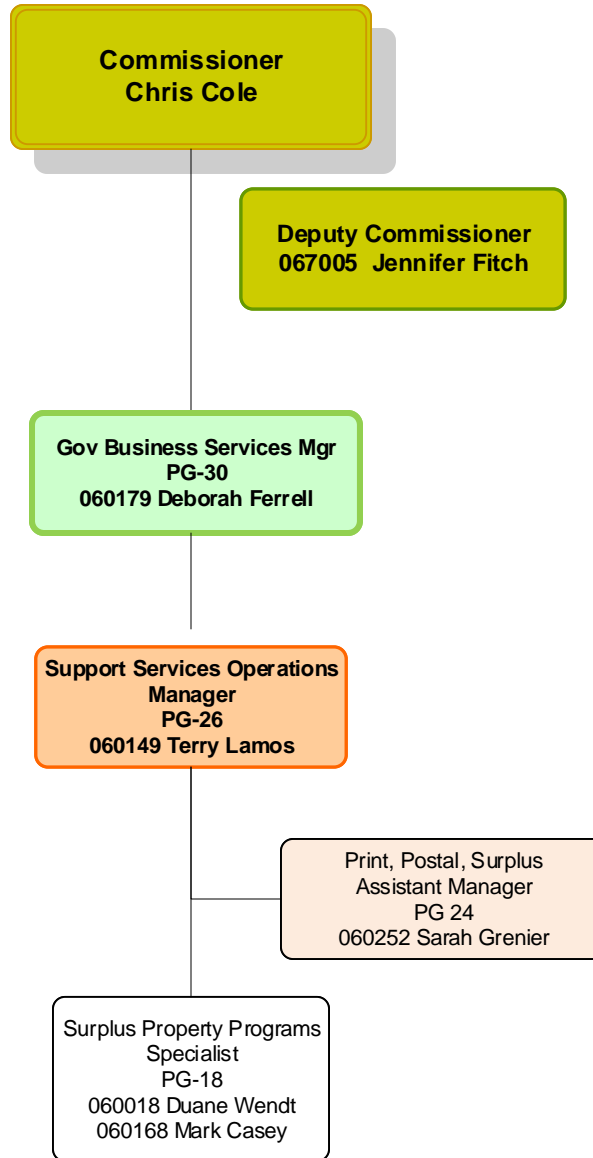 Commissioner
Chris Cole
Deputy Commissioner
067005 Jennifer Fitch
Gov Business Services Mgr
PG-30
060179 Deborah Ferrell
Support Services Operations
Manager
PG-26
060149 Terry Lamos
Print, Postal, Surplus
Assistant Manager
PG 24
060252 Sarah Grenier
Surplus Property Programs
Specialist
PG-18
060018 Duane Wendt
060168 Mark Casey